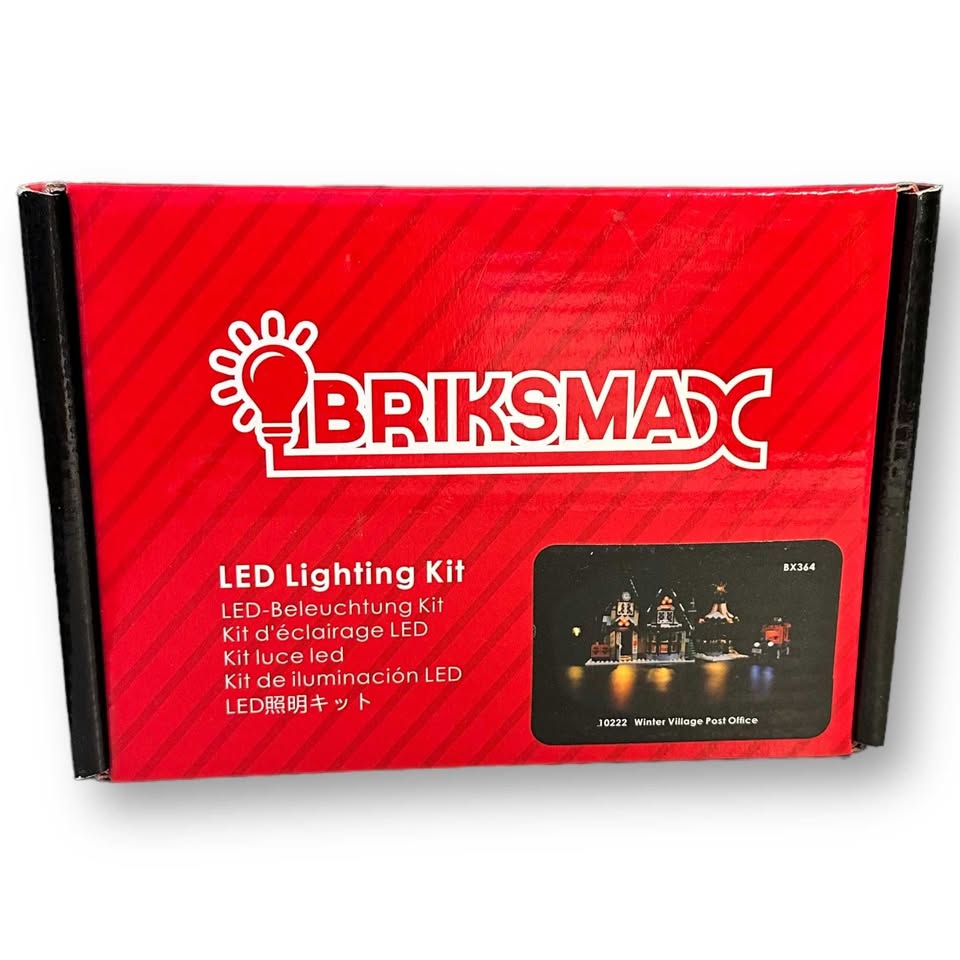 BRIKSMAX
LED Lighting Kit
LED-Beleuchtung Kit
Kit d'éclairage LED
Kit luce led
Kit de iluminación LED
LED照明キット
BX364
10222 Winter Village Post Office